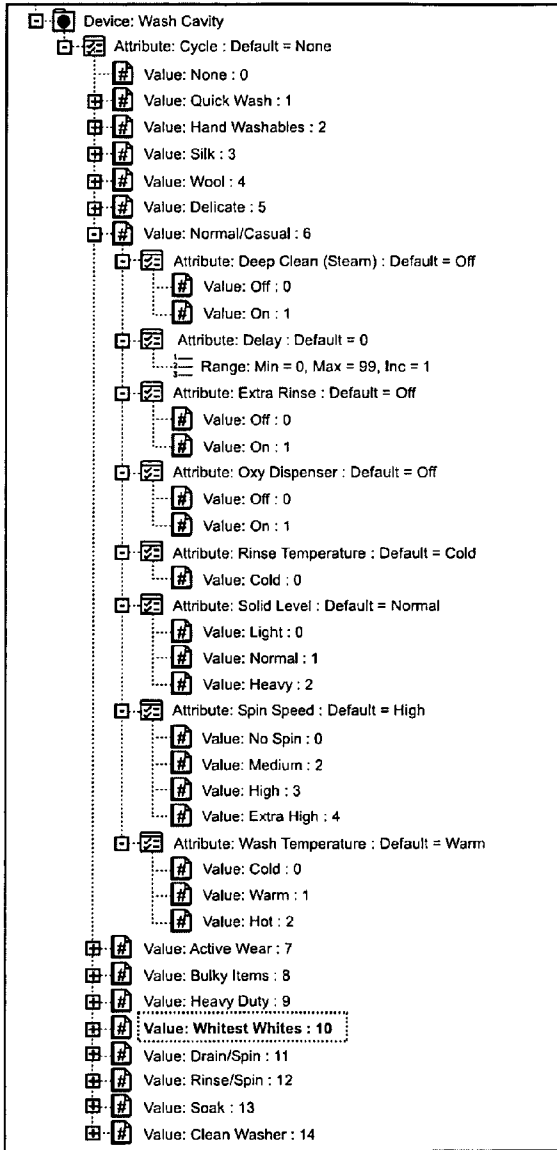 Device: Wash Cavity
Attribute: Cycle : Default = None
Value: None : 0
Value: Quick Wash : 1
Value: Hand Washables : 2
Value: Silk : 3
Value: Wool : 4
Value: Delicate : 5
Value: Normal/Casual : 6
Attribute: Deep Clean (Steam) : Default = Off
Value: Off : 0
Value: On : 1
Attribute: Delay : Default = 0
Range: Min = 0, Max = 99, Inc = 1
Attribute: Extra Rinse : Default = Off
Value: Off : 0
Value: On : 1
Attribute: Oxy Dispenser : Default = Off
Value: Off : 0
Value: On : 1
Attribute: Rinse Temperature : Default = Cold
Value: Cold : 0
Attribute: Solid Level : Default = Normal
Value: Light : 0
Value: Normal : 1
Value: Heavy : 2
Attribute: Spin Speed : Default = High
Value: No Spin : 0
Value: Medium : 2
Value: High : 3
Value: Extra High : 4
Attribute: Wash Temperature : Default = Warm
Value: Cold : 0
Value: Warm : 1
Value: Hot : 2
Value: Active Wear : 7
Value: Bulky Items : 8
Value: Heavy Duty : 9
Value: Whitest Whites : 10
Value: Drain/Spin : 11
Value: Rinse/Spin : 12
Value: Soak : 13
Value: Clean Washer : 14